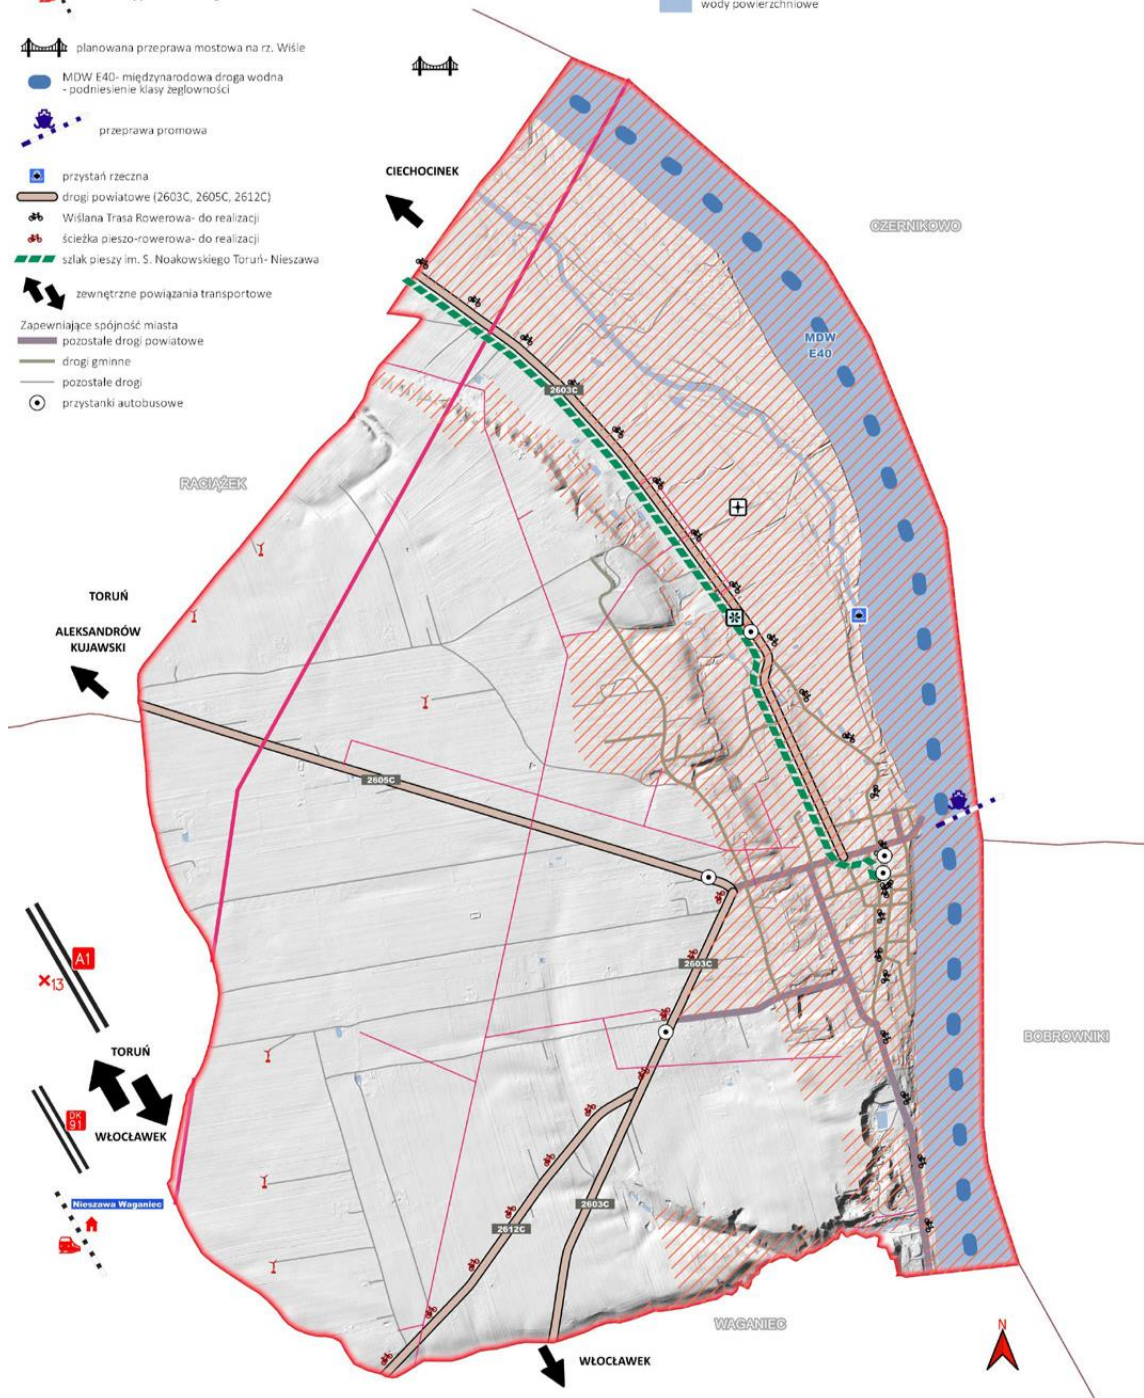 wody powierzchniowe
planowana przeprawa mostowa na rz. Wiśle
MDW E40- międzynarodowa droga wodna
- podniesienie klasy żeglowności
przeprawa promowa
przystań rzeczna
drogi powiatowe (2603C, 2605C, 2612C)
Wiślana Trasa Rowerowa- do realizacji
ścieżka pieszo-rowerowa- do realizacji
szlak pieszy im. S. Noakowskiego Toruń- Nieszawa
zewnętrzne powiązania transportowe
Zapewniające spójność miasta
pozostałe drogi powiatowe
drogi gminne
pozostałe drogi
przystanki autobusowe
CIECHOCINEK
CZERNIKOWO
MDW
E40
2603C
RACIĄŻEK
TORUŃ
ALEKSANDRÓW
KUJAWSKI
2605C
A1
13
2603C
TORUŃ
BOBROWNIKI
DK
91
WŁOCŁAWEK
Nieszawa Waganiec
2603C
2612C
WAGANIEC
N
WŁOCŁAWEK